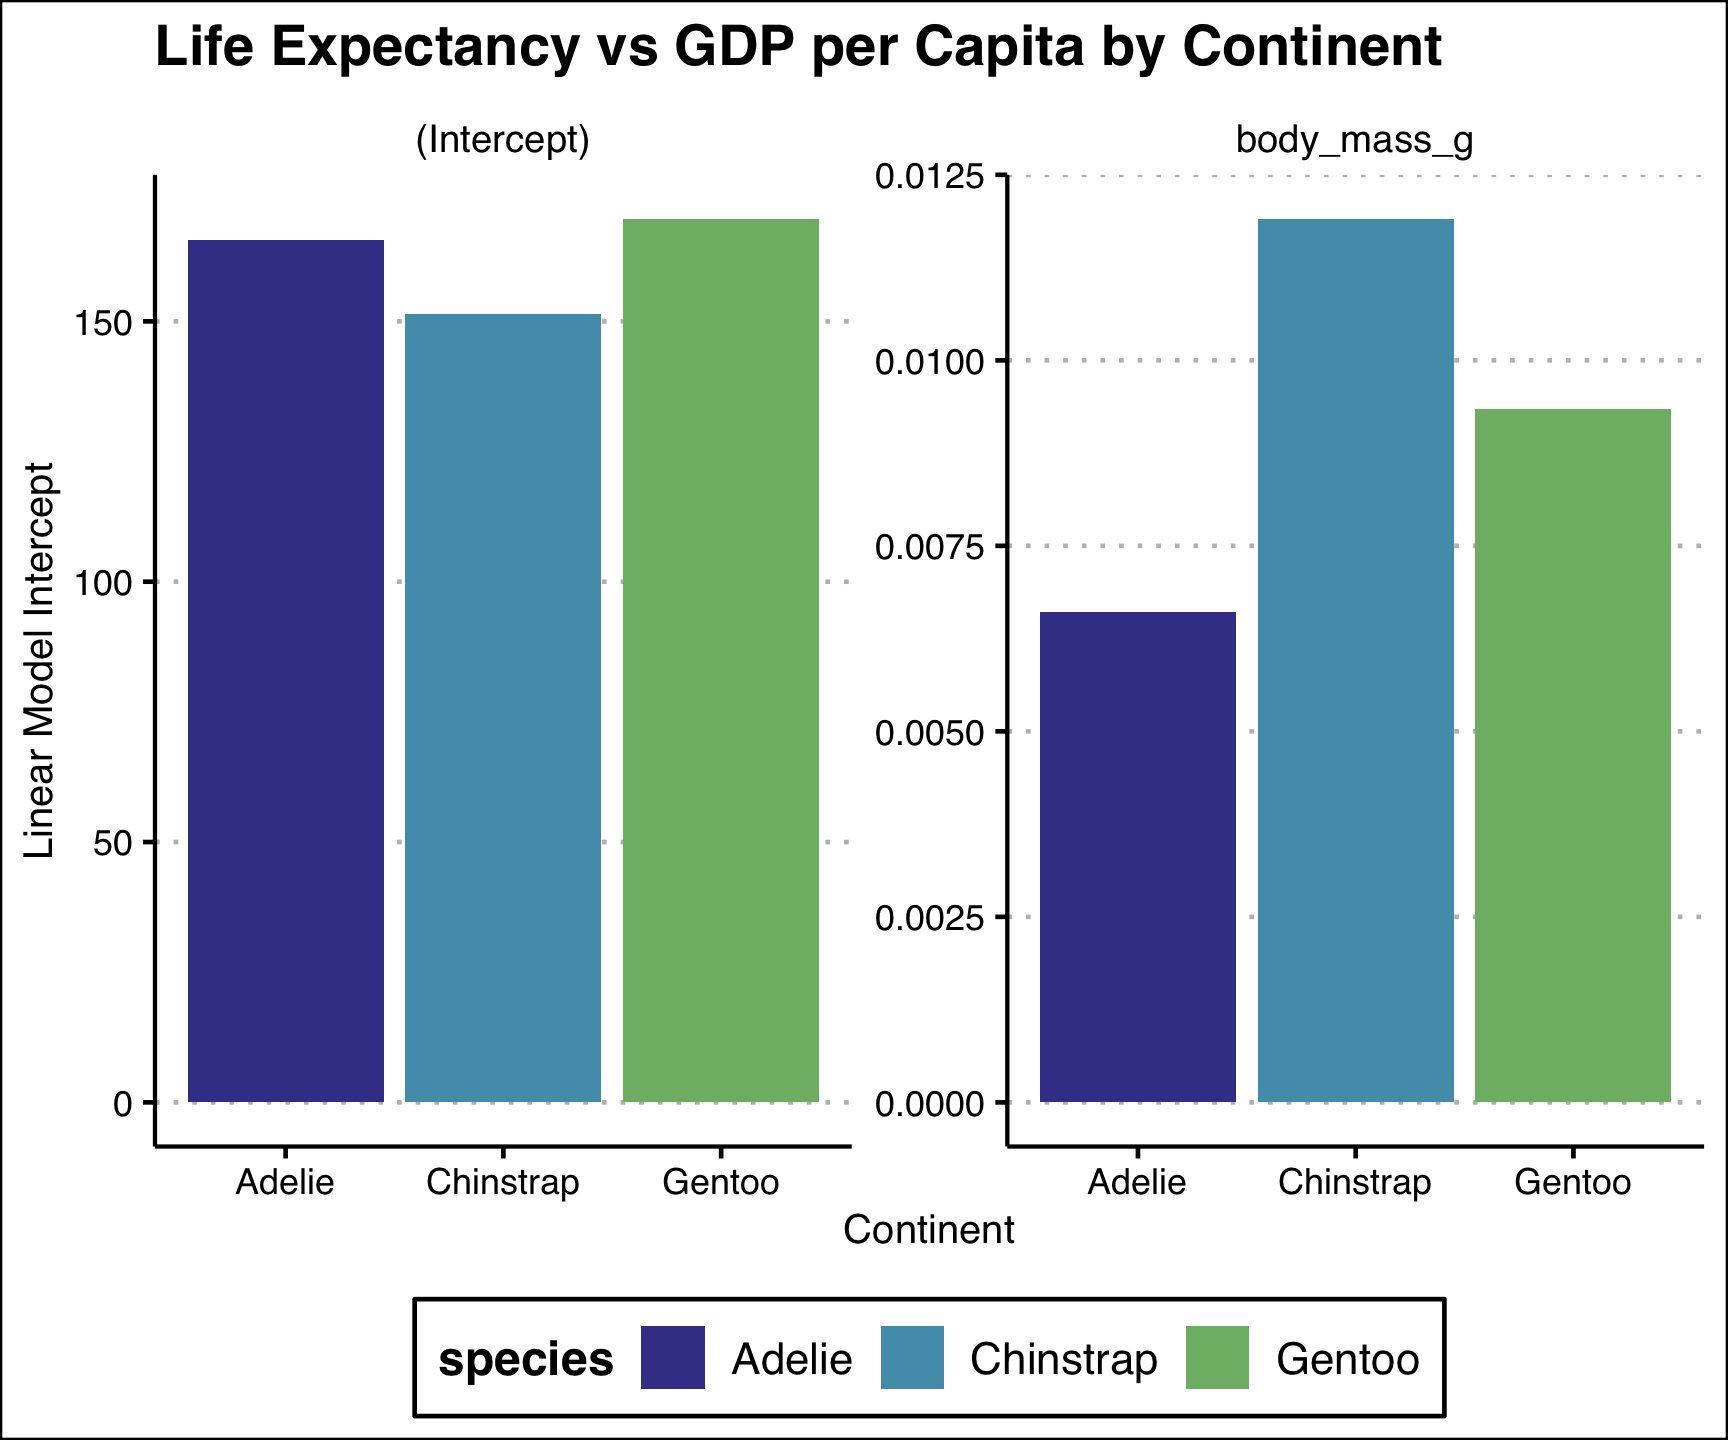 Life Expectancy vs GDP per Capita by Continent
(Intercept)
body_mass_g
Linear Model Intercept
150
100
50
0
0.0125
0.0100
0.0075
0.0050
0.0025
0.0000
Adelie Chinstrap Gentoo
Adelie Chinstrap Gentoo
Continent
species Adelie Chinstrap Gentoo